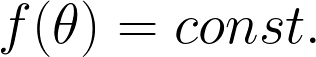 f(θ) = const.